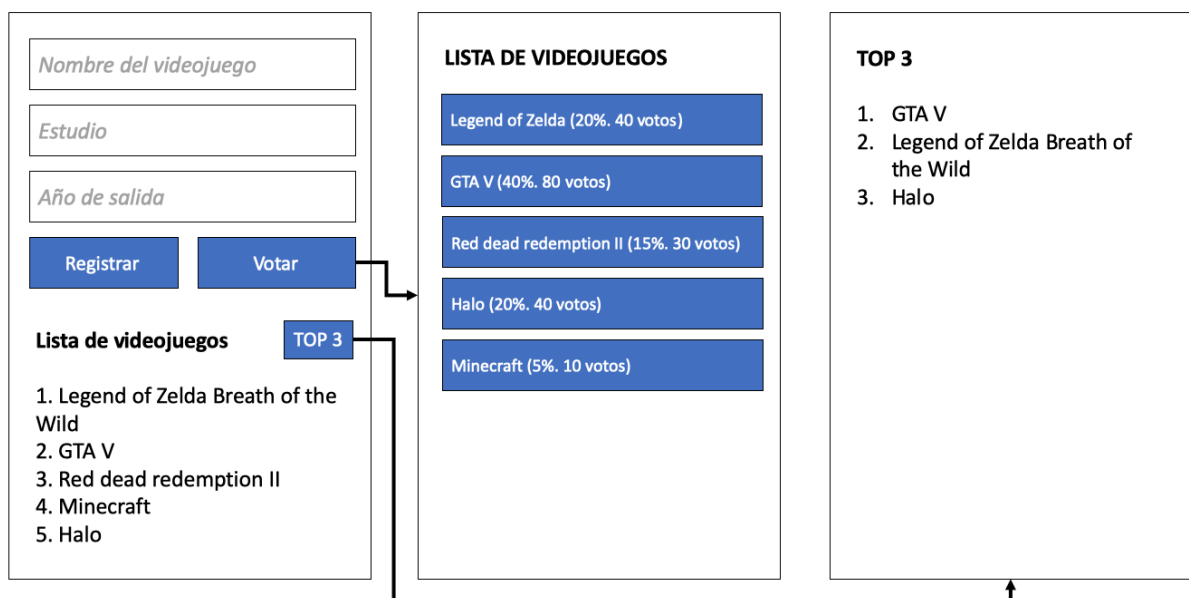 Nombre del videojuego
Estudio
Año de salida
Registrar
Votar
Lista de videojuegos
TOP 3
1. Legend of Zelda Breath of the
Wild
2. GTA V
3. Red dead redemption II
4. Minecraft
5. Halo
LISTA DE VIDEOJUEGOS
Legend of Zelda (20%. 40 votos)
GTA V (40%. 80 votos)
Red dead redemption II (15%. 30 votos)
Halo (20%. 40 votos)
Minecraft (5%. 10 votos)
TOP 3
1. GTA V
2. Legend of Zelda Breath of
the Wild
3. Halo